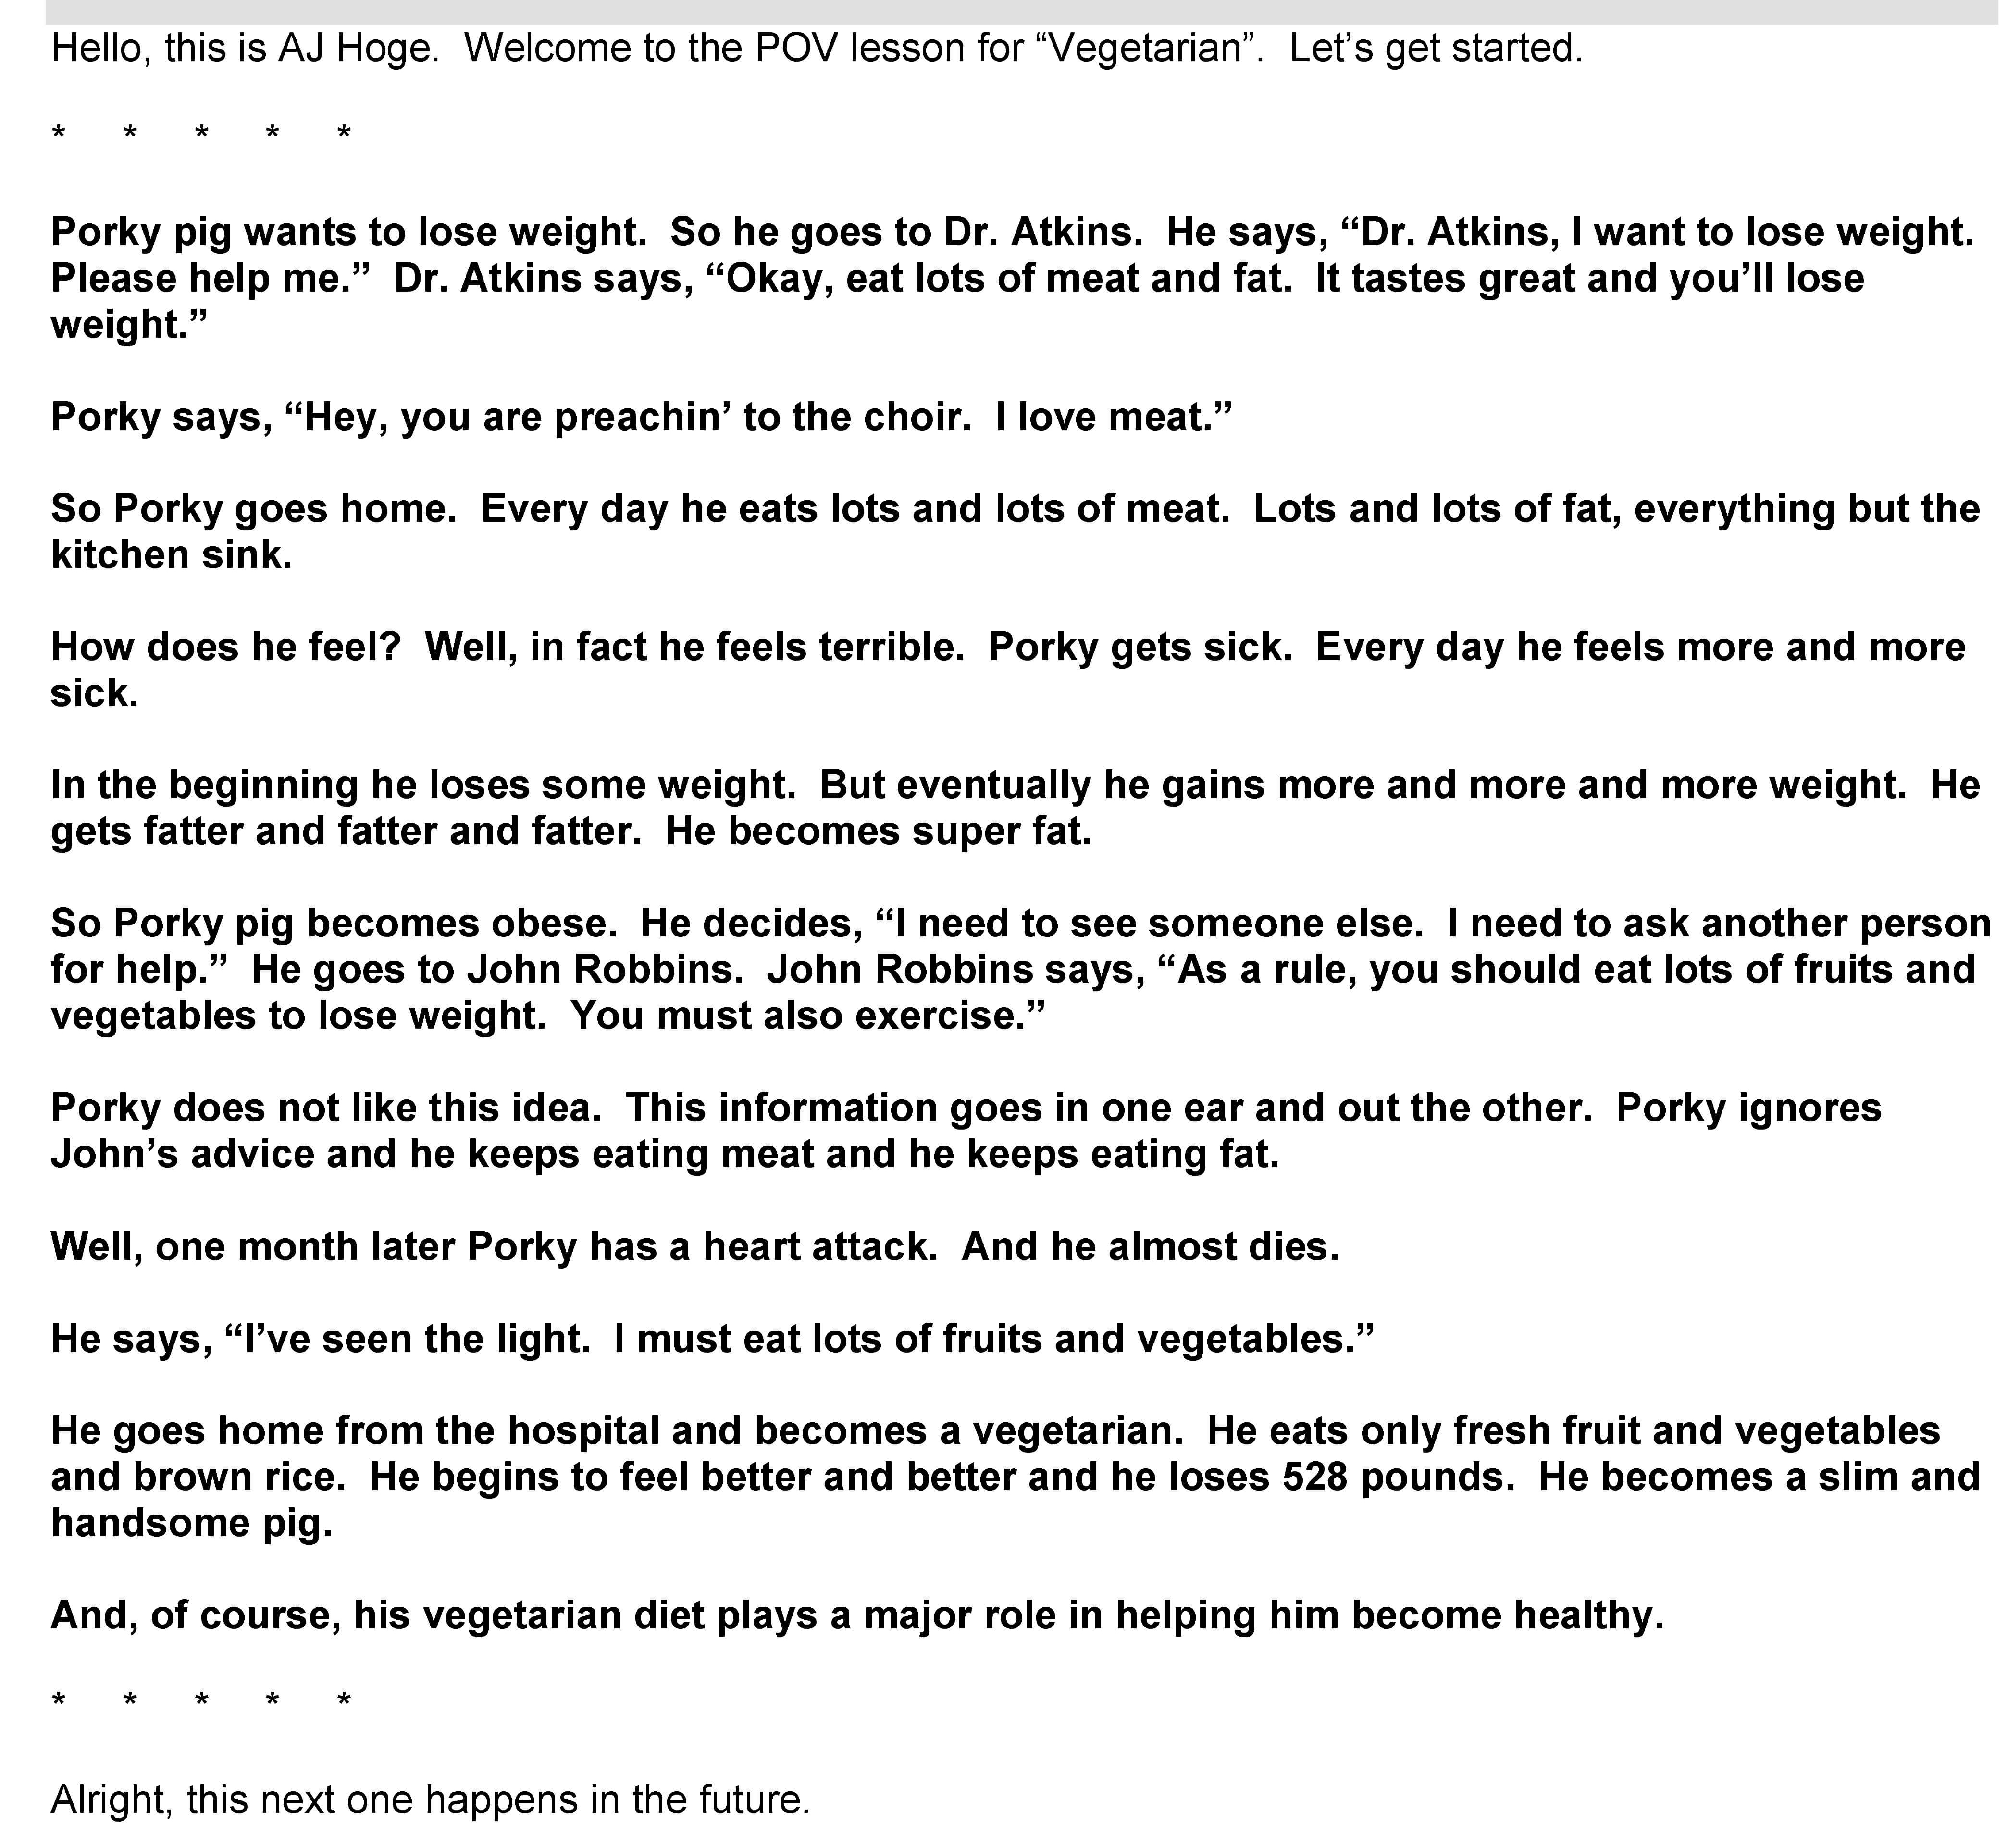 Hello, this is AJ Hoge.  Welcome to the POV lesson for “Vegetarian”.  Let’s get started.
*     *     *     *     *
Porky pig wants to lose weight.  So he goes to Dr. Atkins.  He says, “Dr. Atkins, I want to lose weight.
Please help me.”  Dr. Atkins says, “Okay, eat lots of meat and fat.  It tastes great and you’ll lose
weight.”
Porky says, “Hey, you are preachin’ to the choir.  I love meat.”
So Porky goes home.  Every day he eats lots and lots of meat.  Lots and lots of fat, everything but the
kitchen sink.
How does he feel?  Well, in fact he feels terrible.  Porky gets sick.  Every day he feels more and more
sick.
In the beginning he loses some weight.  But eventually he gains more and more and more weight.  He
gets fatter and fatter and fatter.  He becomes super fat.
So Porky pig becomes obese.  He decides, “I need to see someone else.  I need to ask another person
for help.”  He goes to John Robbins.  John Robbins says, “As a rule, you should eat lots of fruits and
vegetables to lose weight.  You must also exercise.”
Porky does not like this idea.  This information goes in one ear and out the other.  Porky ignores
John’s advice and he keeps eating meat and he keeps eating fat.
Well, one month later Porky has a heart attack.  And he almost dies.
He says, “I’ve seen the light.  I must eat lots of fruits and vegetables.”
He goes home from the hospital and becomes a vegetarian.  He eats only fresh fruit and vegetables
and brown rice.  He begins to feel better and better and he loses 528 pounds.  He becomes a slim and
handsome pig.
And, of course, his vegetarian diet plays a major role in helping him become healthy.
*     *     *     *     *
Alright, this next one happens in the future.